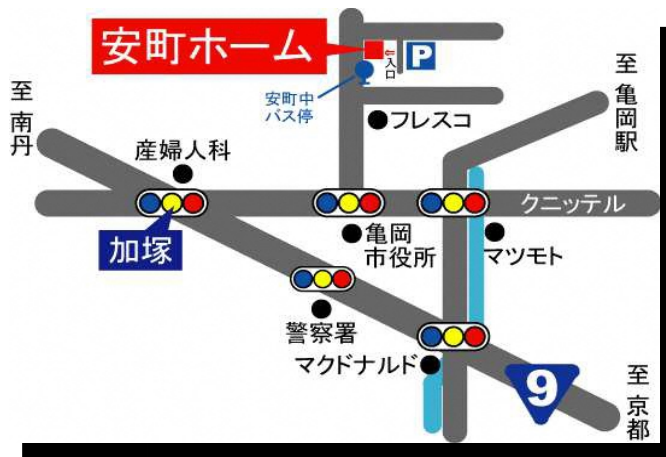 安町ホーム
入口
P
安町中
バス停
至
亀岡駅
至
南丹
フレスコ
産婦人科
クニッテル
加塚
亀岡
市役所
マツモト
警察署
マクドナルド
9
至
京都